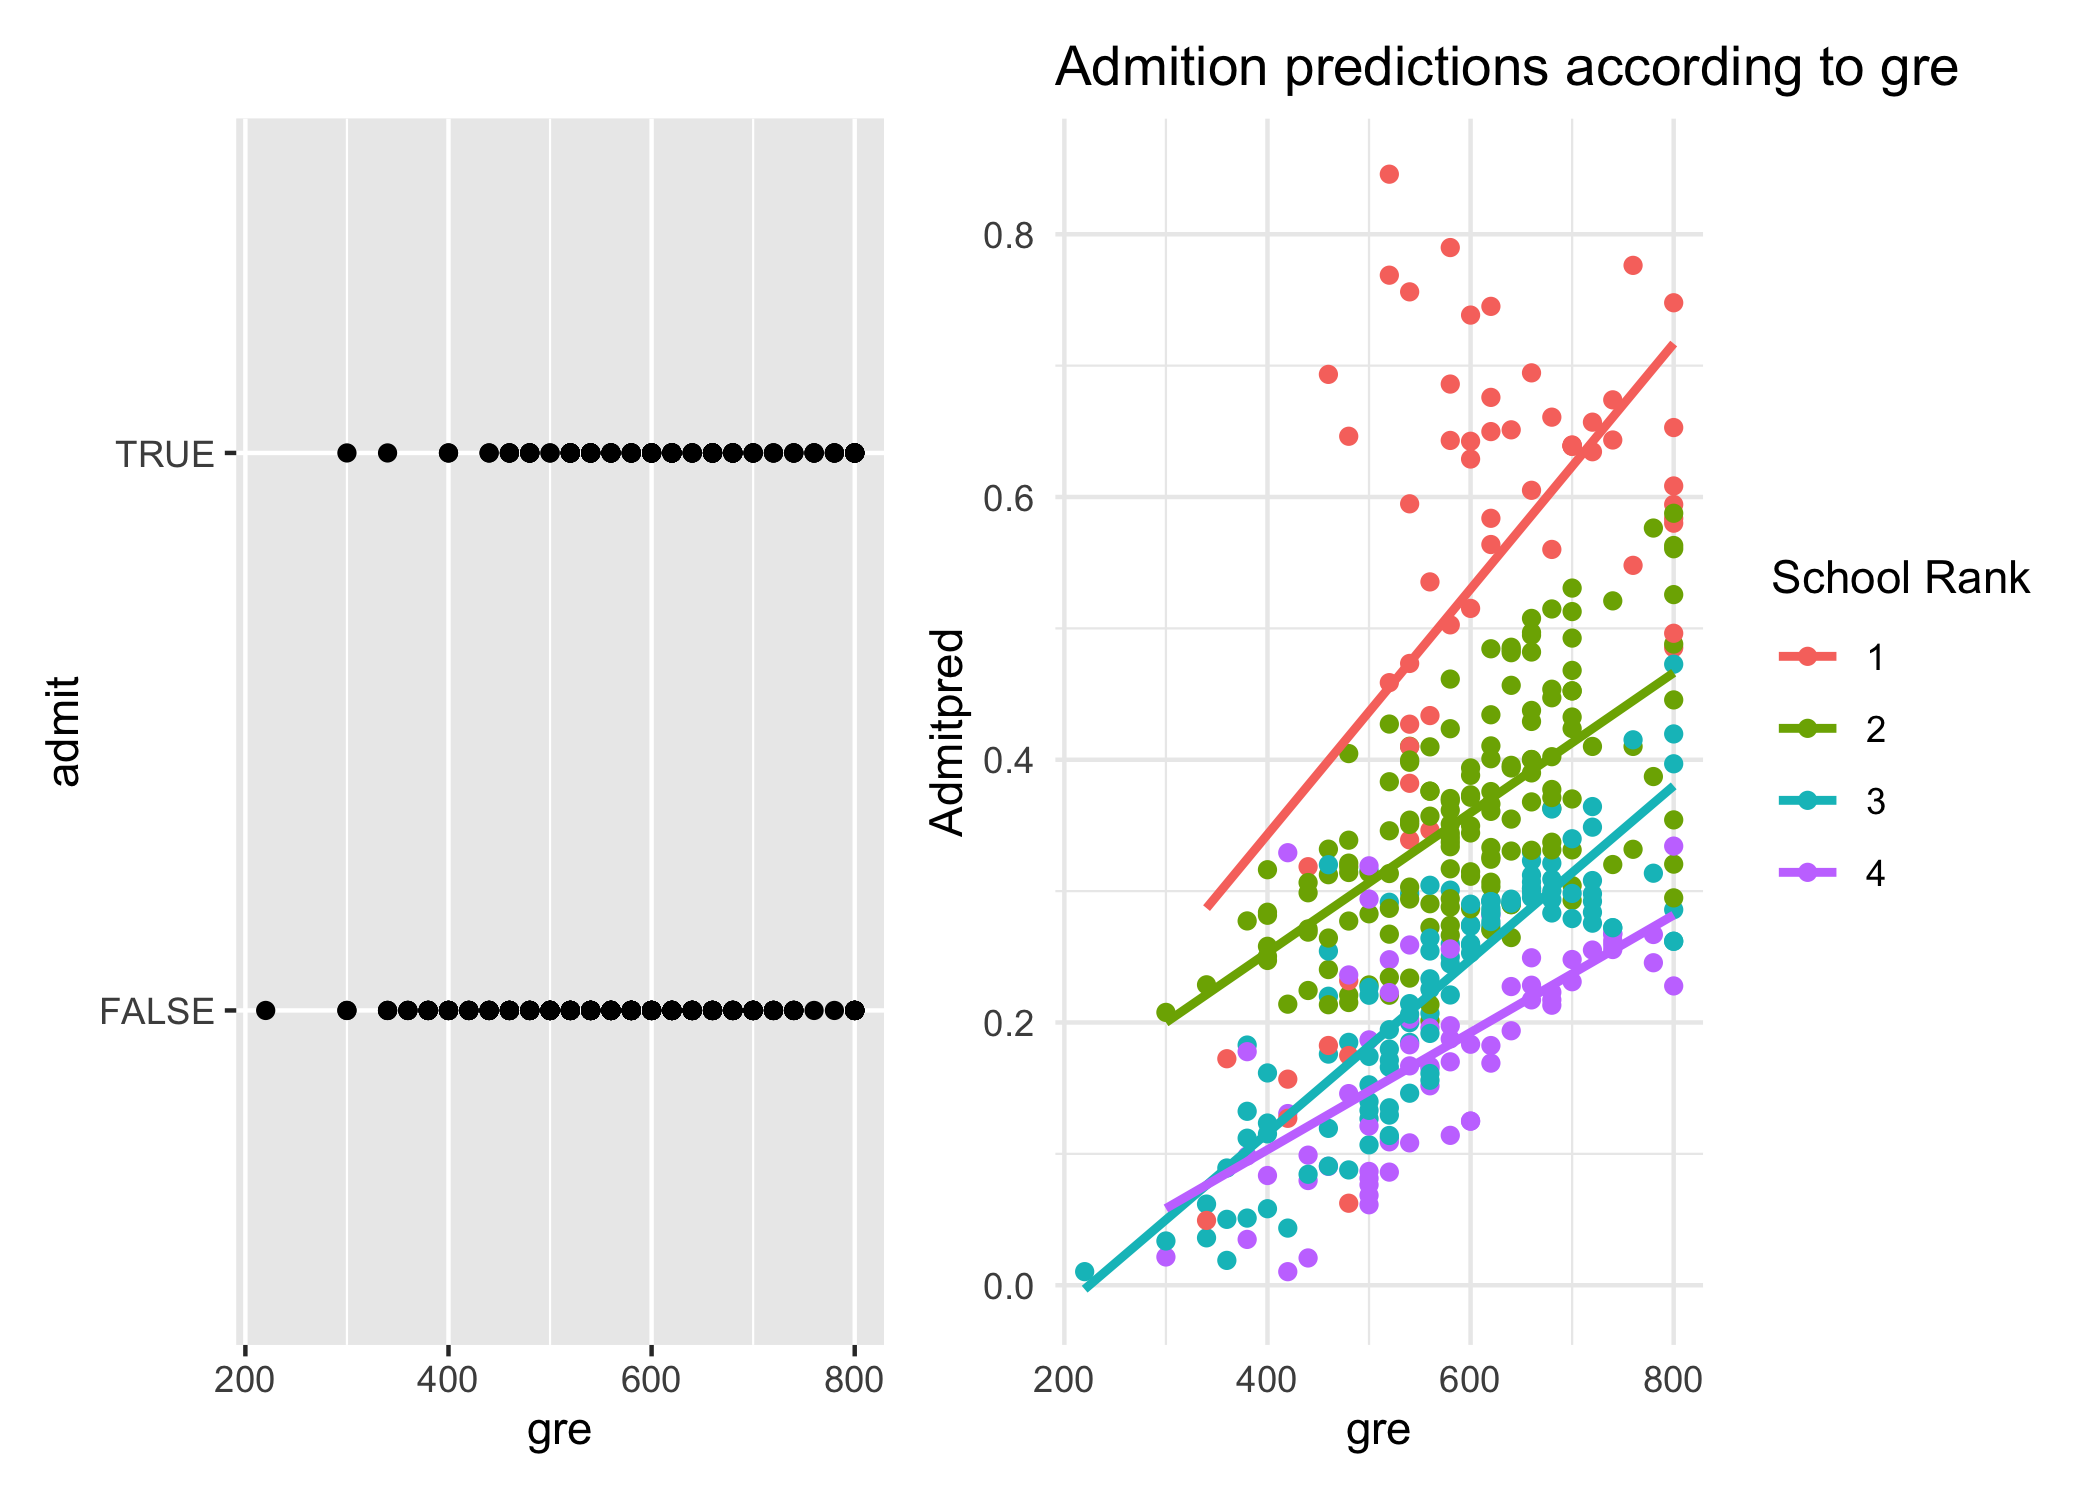 admit
TRUE
FALSE
200 400 600 800
gre
Admition predictions according to gre
Admitpred
0.8
0.6
0.4
0.2
0.0
200 400 600 800
gre
School Rank
1
2
3
4